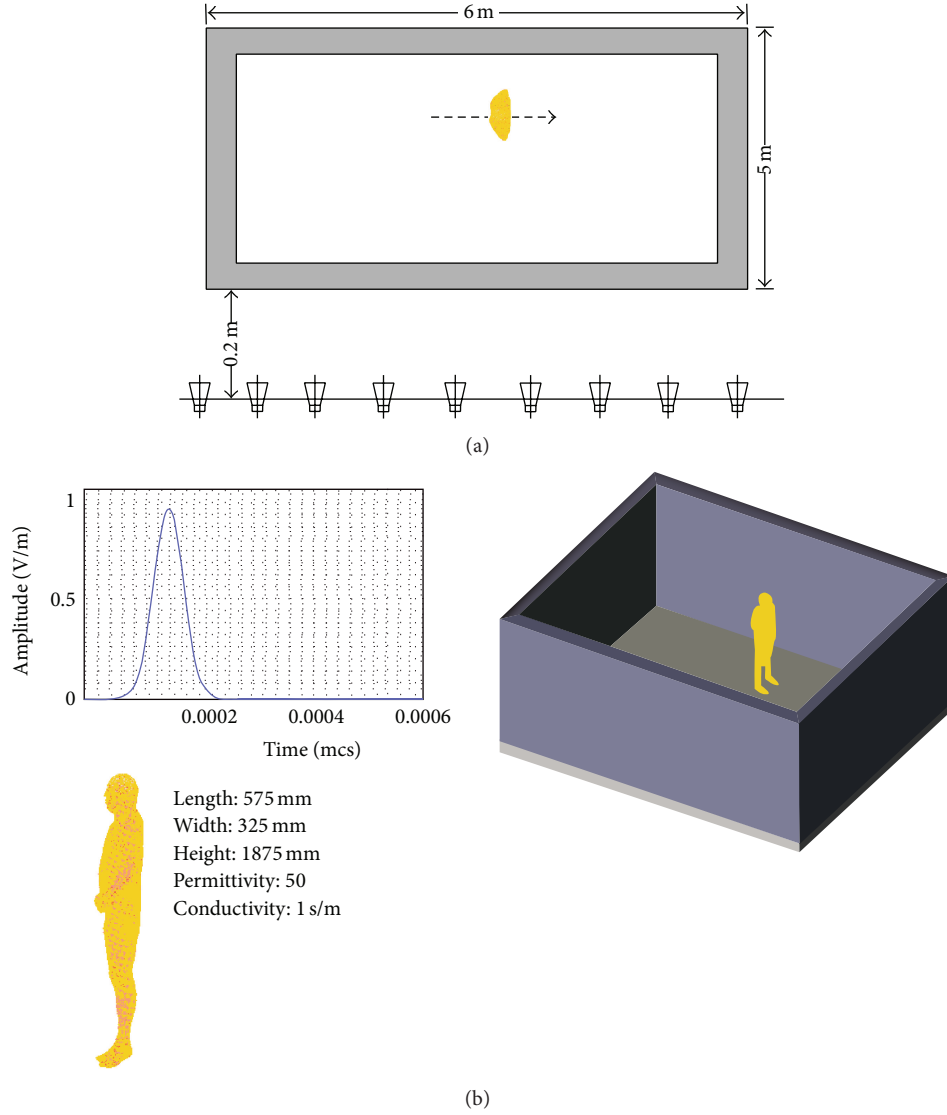 6 m
5 m
0.2 m
(a)
1
0.5
0
Amplitude (V/m)
0.0002 0.0004 0.0006
Time (mcs)
Length: 575 mm
Width: 325 mm
Height: 1875 mm
Permittivity: 50
Conductivity: 1 s/m
(b)